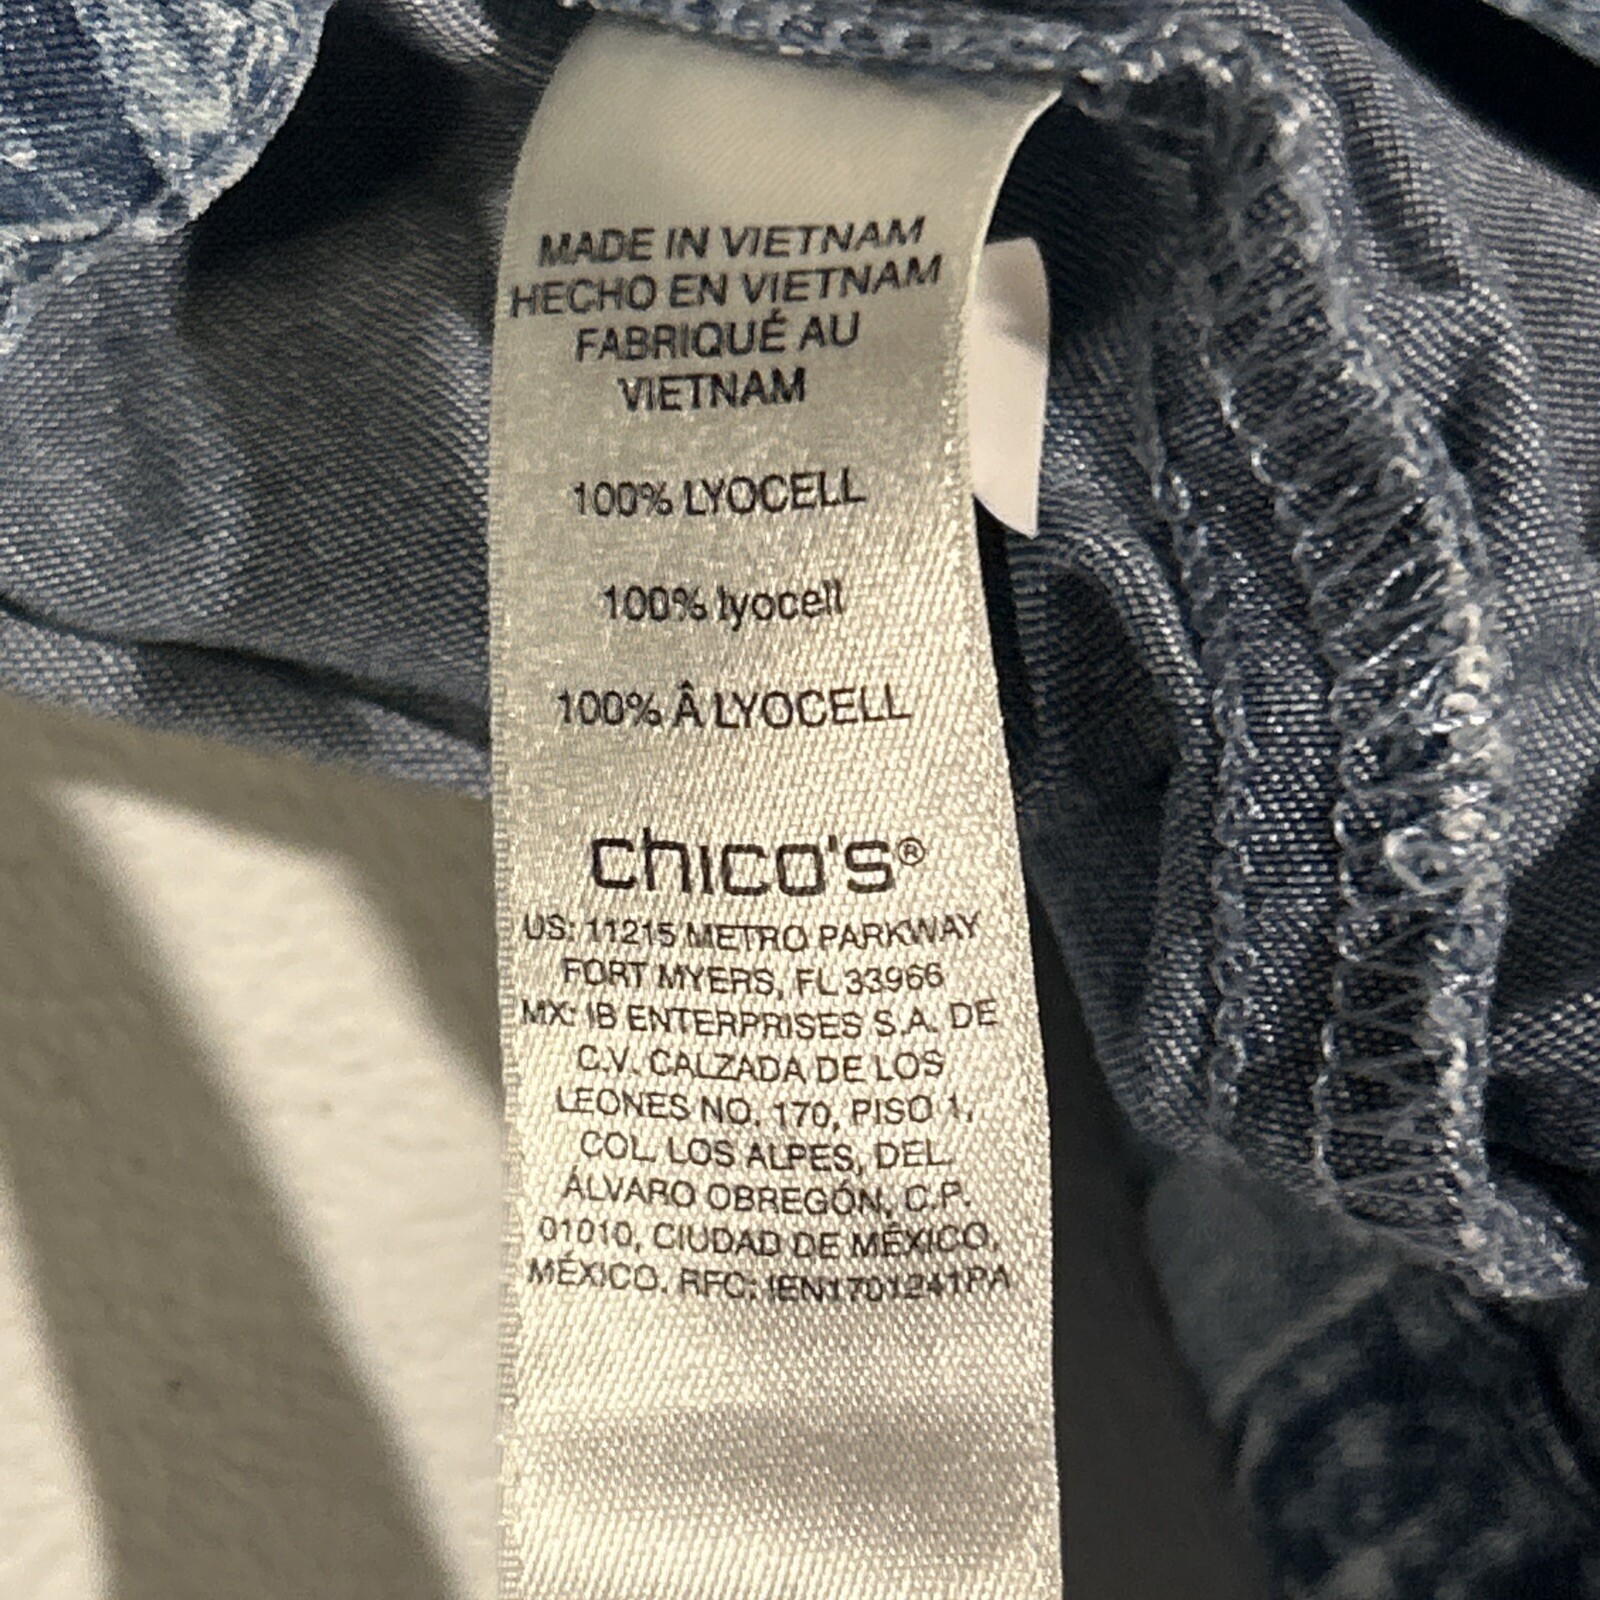 MADE IN VIETNAM
HECHO EN VIETNAM
FABRIQUÉ AU
VIETNAM
100% LYOCELL
100% lyocell
100% Â LYOCELL
chico's®
US: 11215 METRO PARKWAY
FORT MYERS, FL 33966
MX: IB ENTERPRISES S.A. DE
C.V. CALZADA DE LOS
LEONES NO. 170, PISO 1,
COL. LOS ALPES, DEL.
ÁLVARO OBREGÓN, C.P.
01010, CIUDAD DE MÉXICO,
MÉXICO. RFC: IEN1701241PA